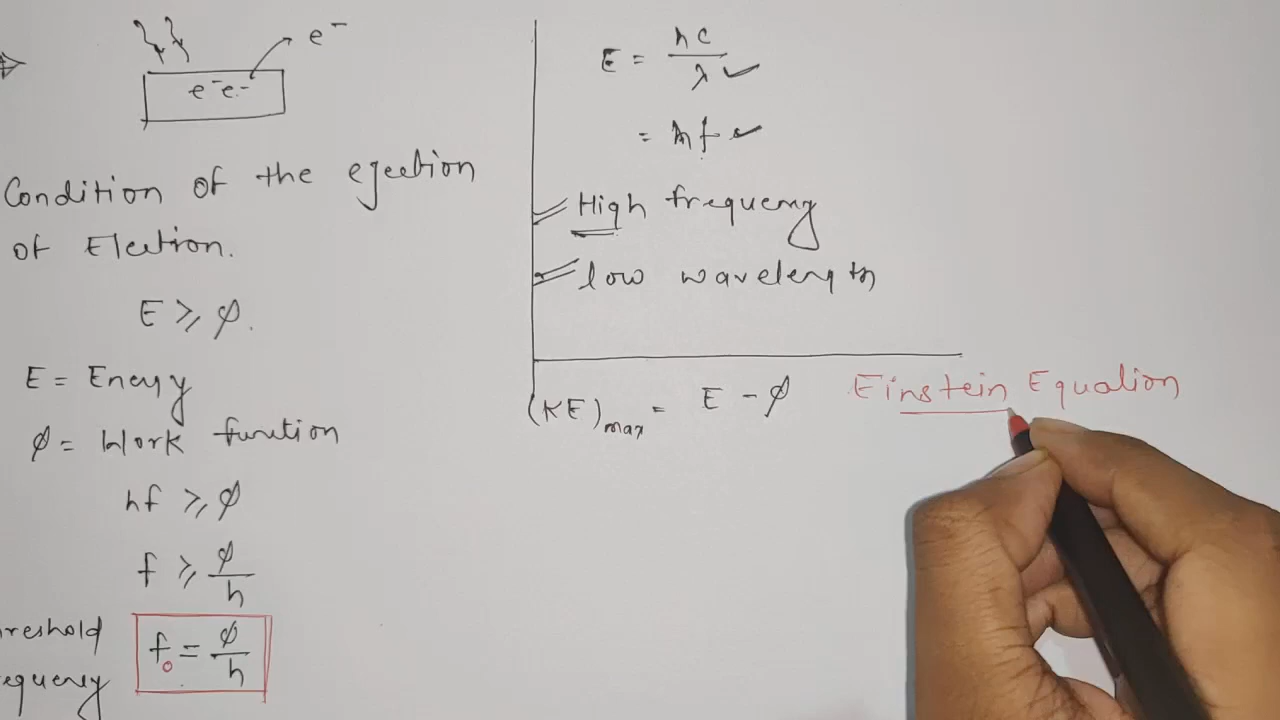 e⁻
e⁻e⁻
Condition of the ejection
of Electron.
E ⩾ φ.
E = Energy
φ = Work function
hf ⩾ φ
f ⩾ φ/h
reshold
equency
f₀ = φ/h
E = hc/λ ✓
= hf ✓
High frequency
low wavelength
(KE)max = E - φ
Einstein Equation